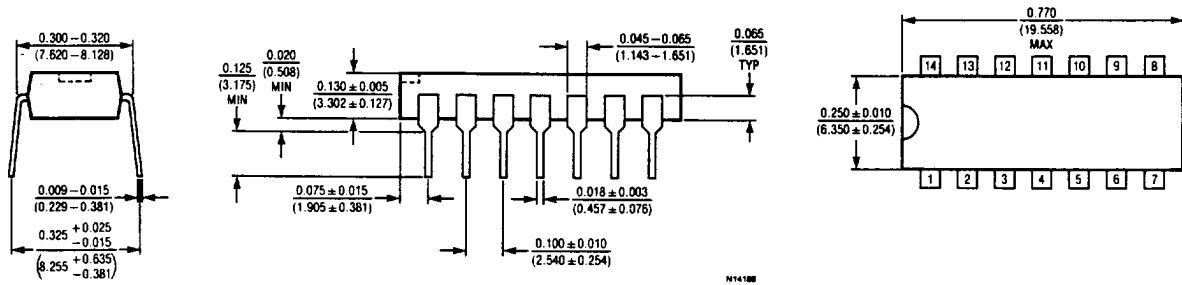 0.300 – 0.320
(7.620 – 8.128)
0.009 – 0.015
(0.229 – 0.381)
0.325 +0.025 -0.015
(8.255 +0.635 -0.381)
0.125
(3.175)
MIN
0.020
(0.508)
MIN
0.130 ± 0.005
(3.302 ± 0.127)
0.045 – 0.065
(1.143 – 1.651)
0.065
(1.651)
TYP
0.075 ± 0.015
(1.905 ± 0.381)
0.018 ± 0.003
(0.457 ± 0.076)
0.100 ± 0.010
(2.540 ± 0.254)
0.770
(19.558)
MAX
14 13 12 11 10 9 8
0.250 ± 0.010
(6.350 ± 0.254)
1 2 3 4 5 6 7